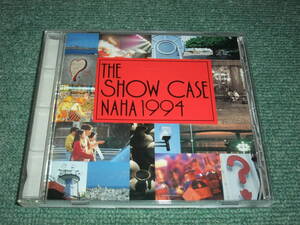 THE
SHOW CASE
NAHA 1994
?
?